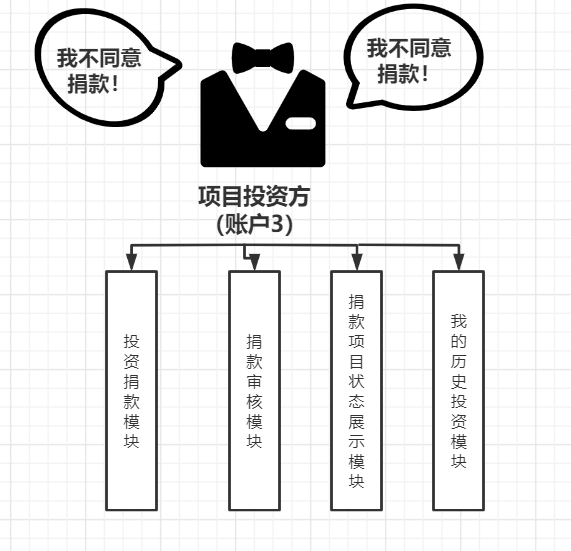 我不同意
捐款！
我不同意
捐款！
项目投资方
（账户3）
投资捐款模块
捐款审核模块
捐款项目状态展示模块
我的历史投资模块